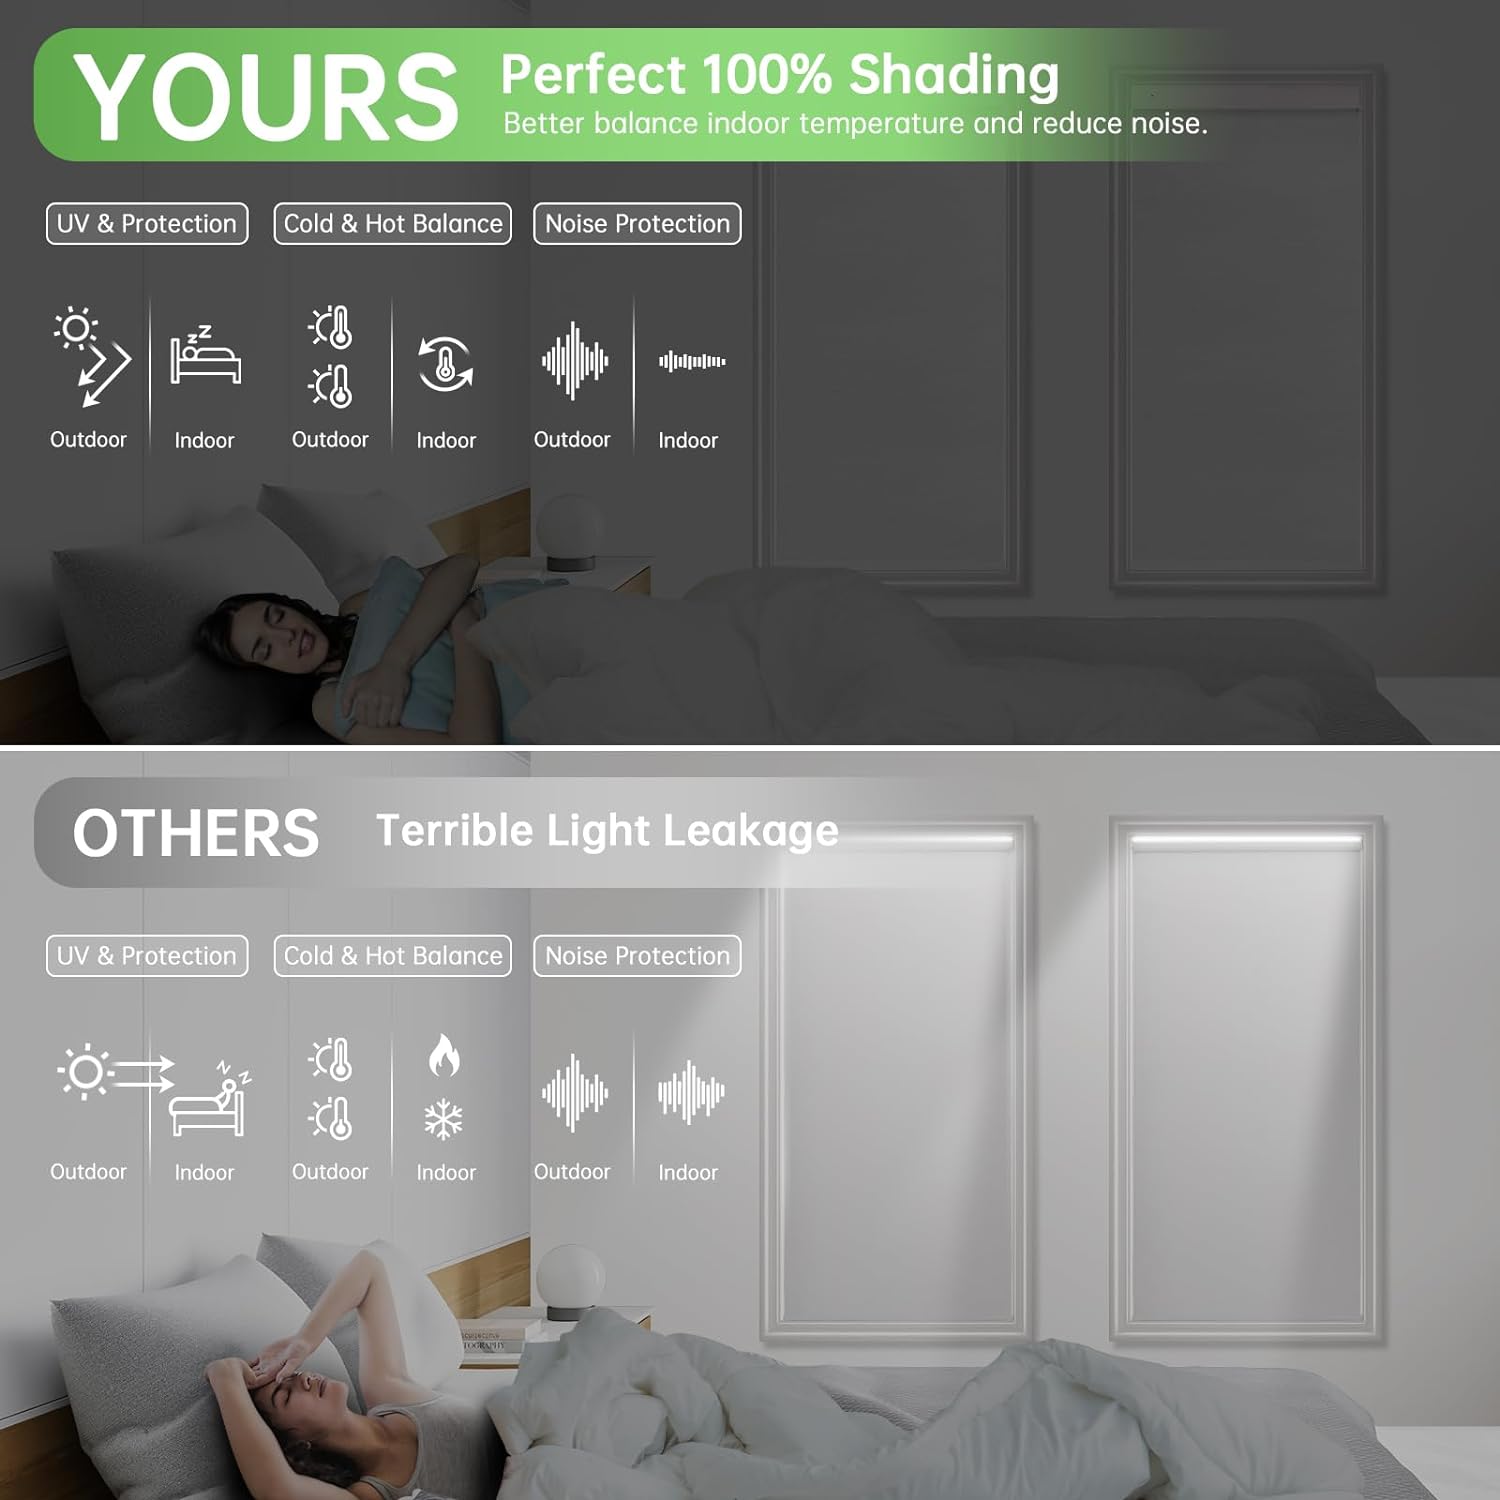 YOURS
Perfect 100% Shading
Better balance indoor temperature and reduce noise.
UV & Protection
Cold & Hot Balance
Noise Protection
z z Z
Outdoor
Indoor
Outdoor
Indoor
Outdoor
Indoor
OTHERS
Terrible Light Leakage
UV & Protection
Cold & Hot Balance
Noise Protection
Z Z
Outdoor
Indoor
Outdoor
Indoor
Outdoor
Indoor